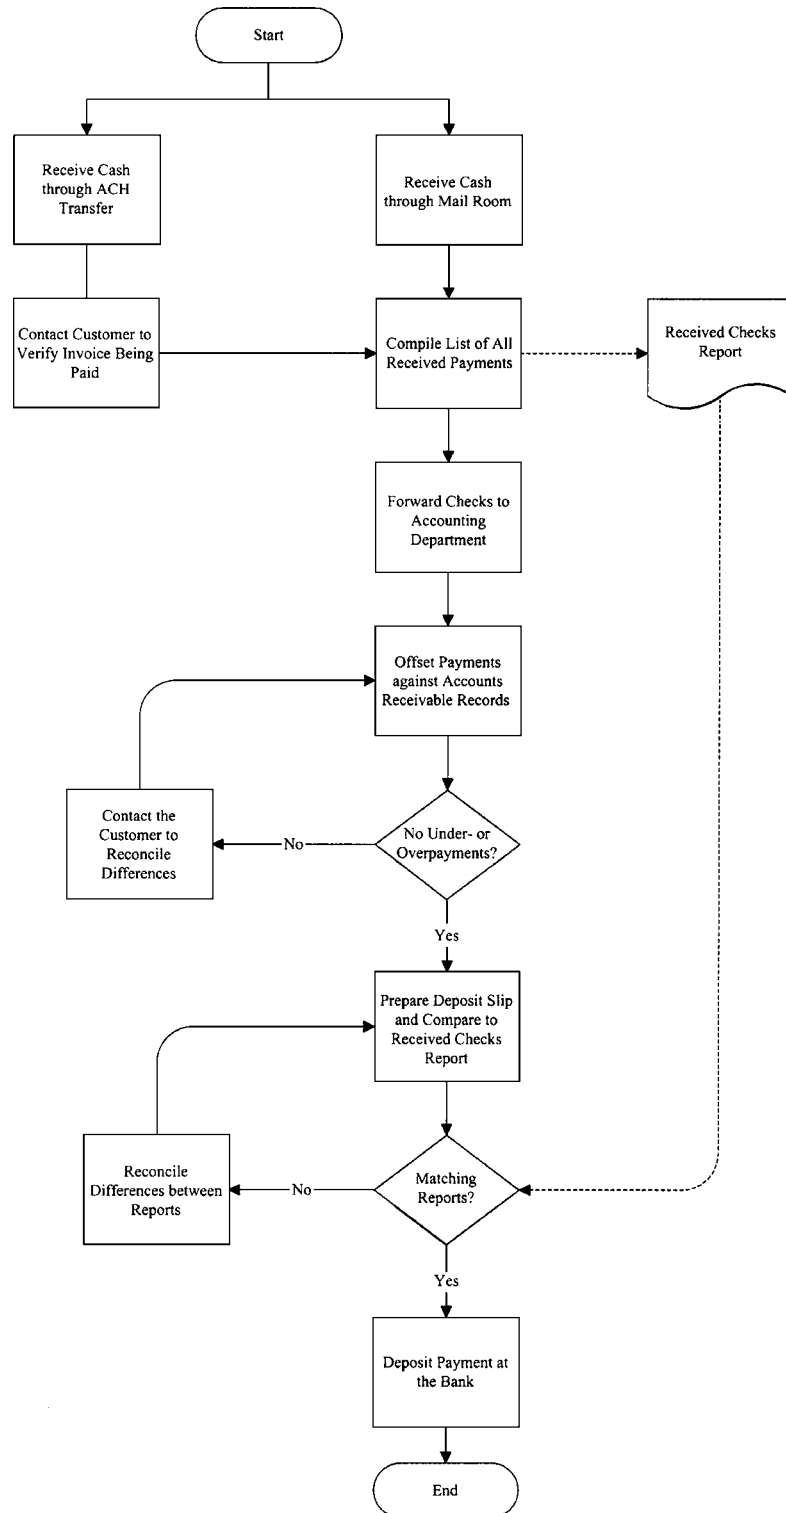 Start
Receive Cash
through ACH
Transfer
Receive Cash
through Mail Room
Contact Customer to
Verify Invoice Being
Paid
Compile List of All
Received Payments
Received Checks
Report
Forward Checks to
Accounting
Department
Offset Payments
against Accounts
Receivable Records
Contact the
Customer to
Reconcile
Differences
No
No Under- or
Overpayments?
Yes
Prepare Deposit Slip
and Compare to
Received Checks
Report
Reconcile
Differences between
Reports
No
Matching
Reports?
Yes
Deposit Payment at
the Bank
End